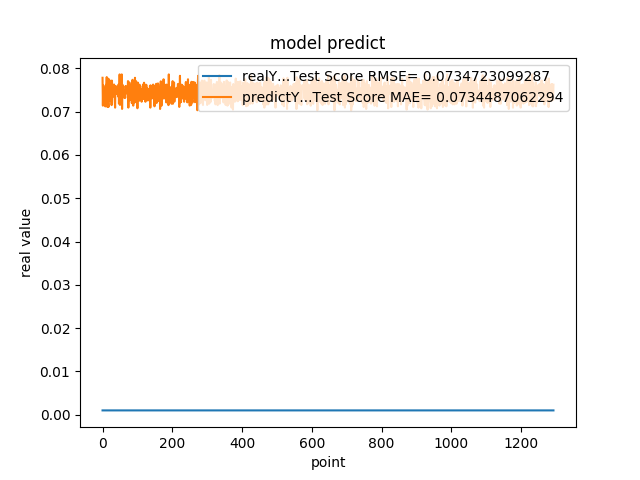 model predict
realY...Test Score RMSE= 0.0734723099287
predictY...Test Score MAE= 0.0734487062294
0.08
0.07
0.06
0.05
0.04
0.03
0.02
0.01
0.00
real value
0 200 400 600 800 1000 1200
point